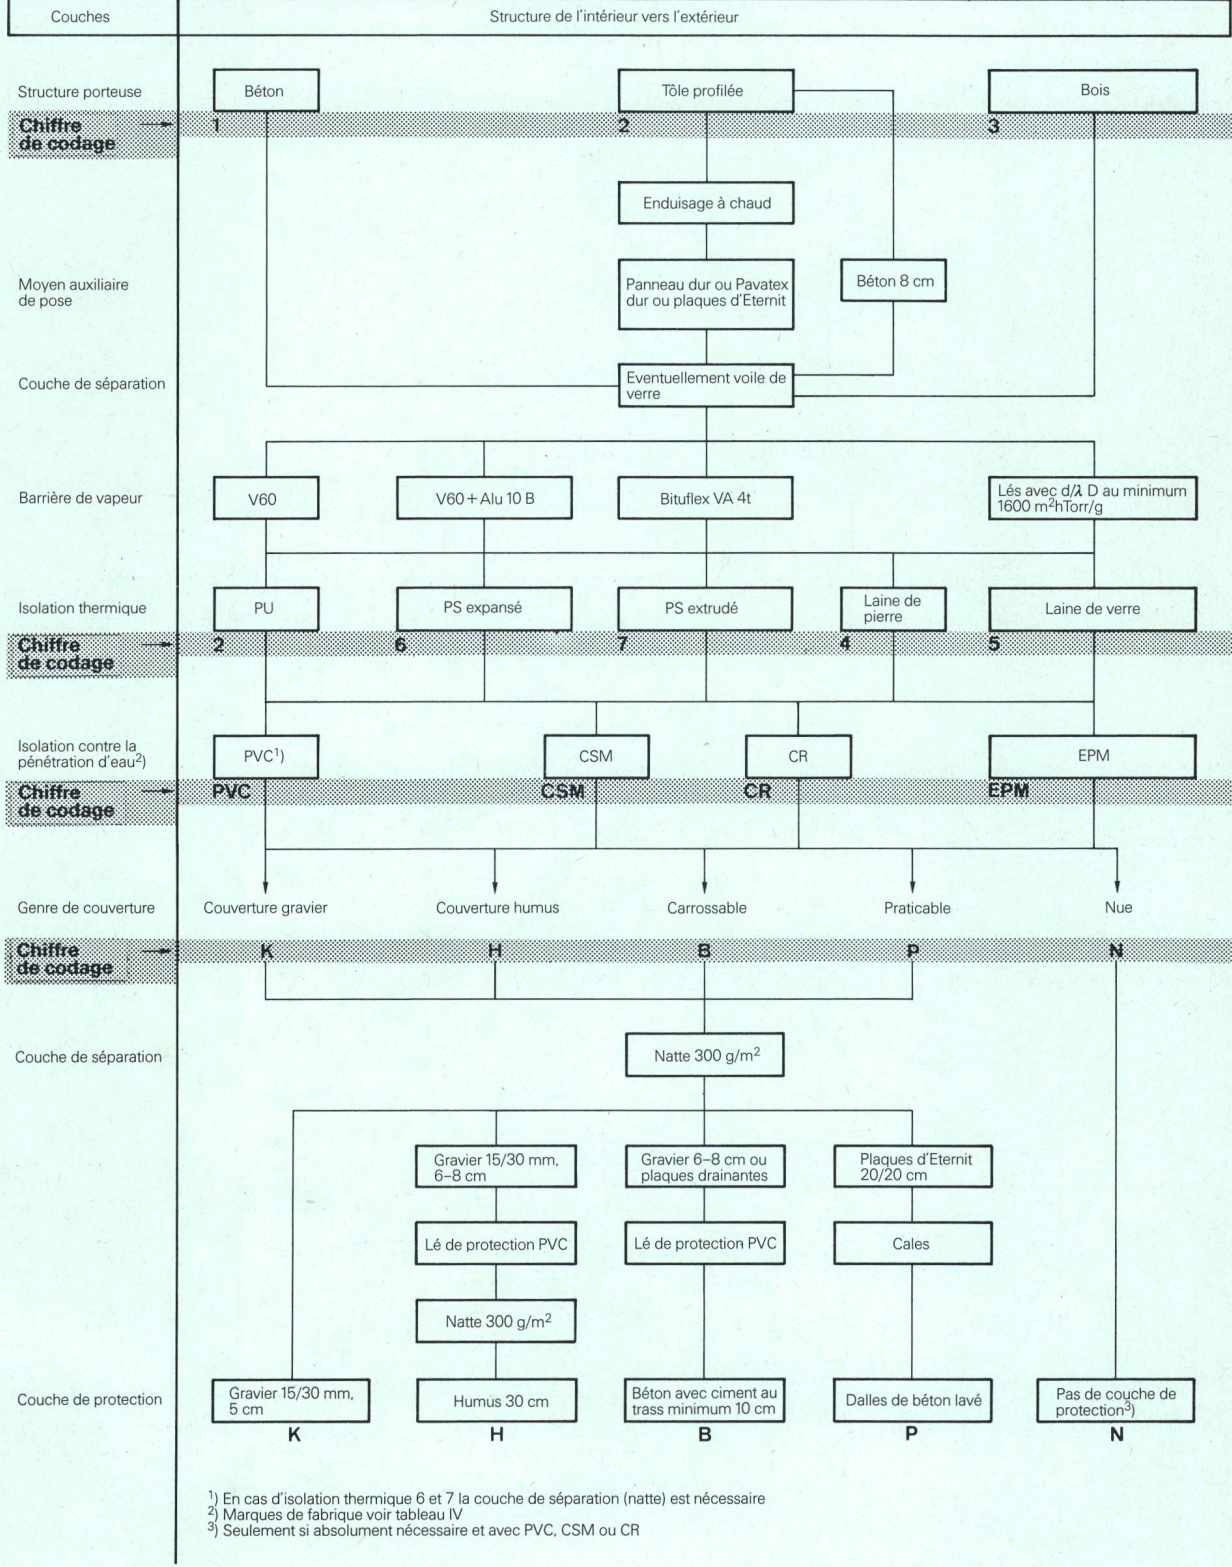 Couches
Structure de l'intérieur vers l'extérieur
Structure porteuse
Béton
Tôle profilée
Bois
Chiffre
de codage
1
2
3
Enduisage à chaud
Moyen auxiliaire
de pose
Panneau dur ou Pavatex
dur ou plaques d'Eternit
Béton 8 cm
Couche de séparation
Eventuellement voile de
verre
Barrière de vapeur
V60
V60 + Alu 10 B
Bituflex VA 4t
Lés avec d/λ D au minimum
1600 m²hTorr/g
Isolation thermique
PU
PS expansé
PS extrudé
Laine de
pierre
Laine de verre
Chiffre
de codage
2
6
7
4
5
Isolation contre la
pénétration d'eau²)
PVC¹)
CSM
CR
EPM
Chiffre
de codage
PVC
CSM
CR
EPM
Genre de couverture
Couverture gravier
Couverture humus
Carrossable
Praticable
Nue
Chiffre
de codage
K
H
B
P
N
Couche de séparation
Natte 300 g/m²
Gravier 15/30 mm,
6–8 cm
Gravier 6–8 cm ou
plaques drainantes
Plaques d'Eternit
20/20 cm
Lé de protection PVC
Lé de protection PVC
Cales
Natte 300 g/m²
Couche de protection
Gravier 15/30 mm,
5 cm
Humus 30 cm
Béton avec ciment au
trass minimum 10 cm
Dalles de béton lavé
Pas de couche de
protection³)
K
H
B
P
N
¹) En cas d'isolation thermique 6 et 7 la couche de séparation (natte) est nécessaire
²) Marques de fabrique voir tableau IV
³) Seulement si absolument nécessaire et avec PVC, CSM ou CR